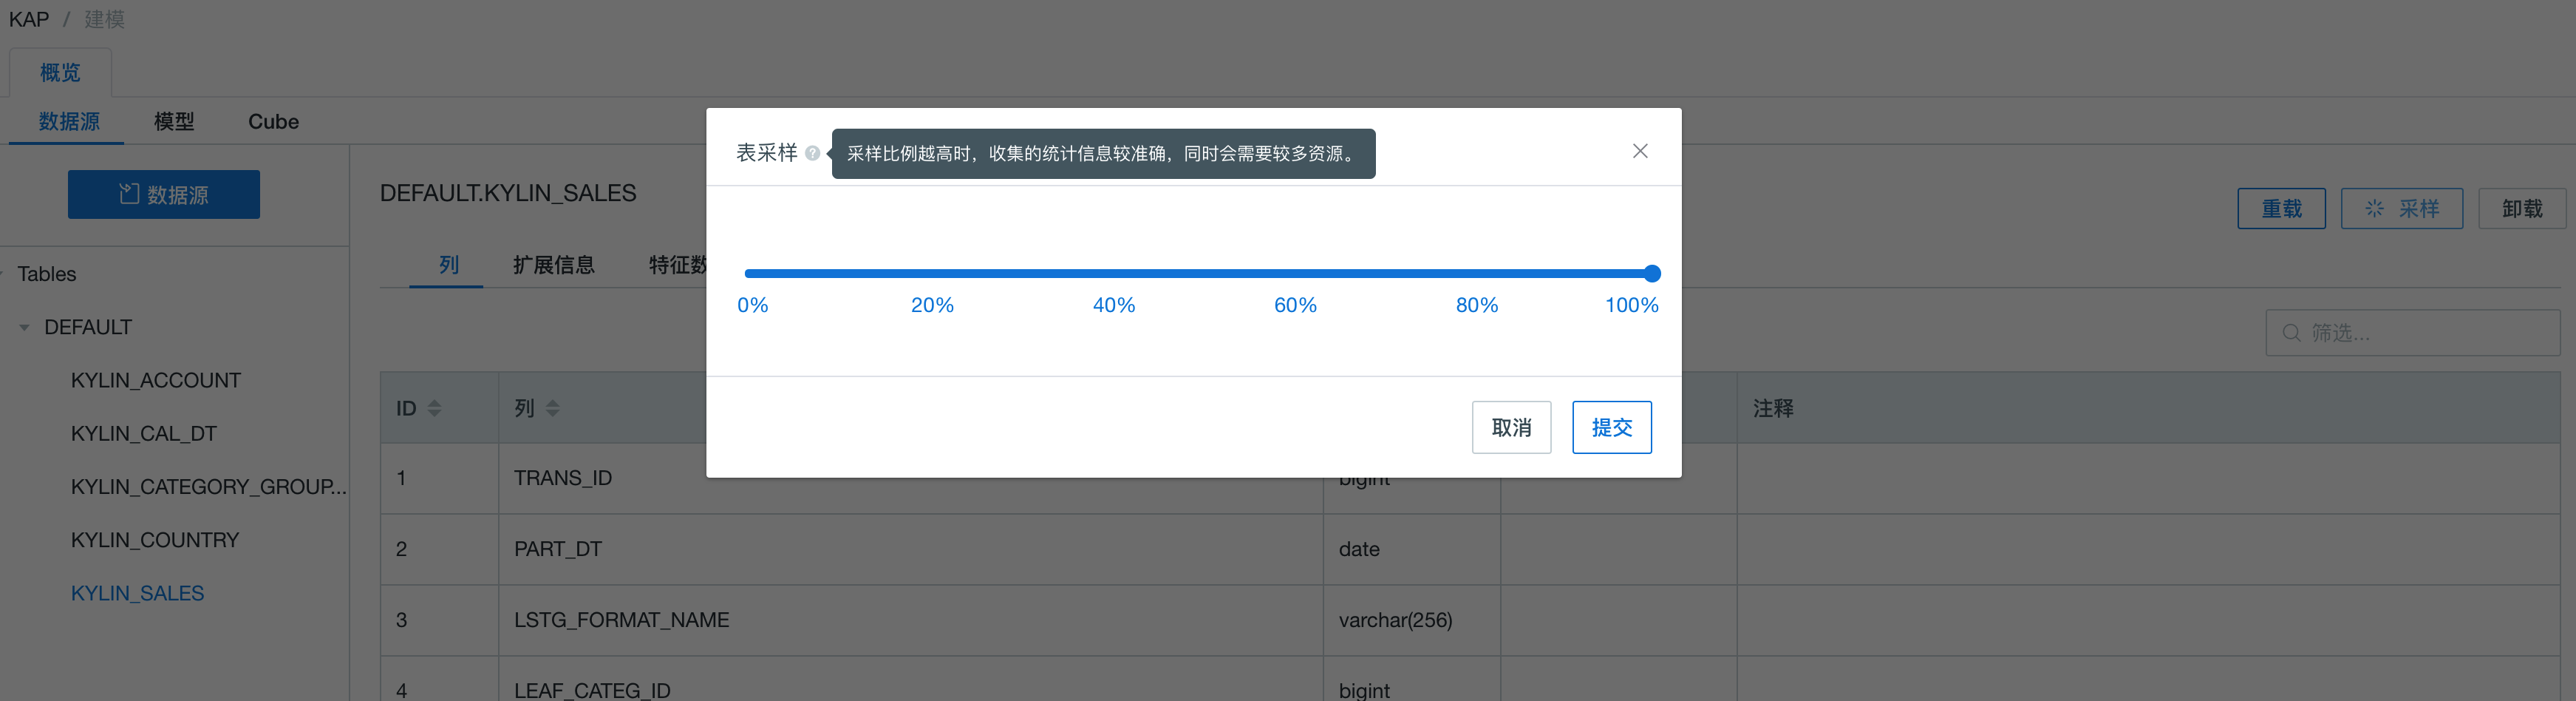 KAP / 建模
概览
数据源 模型 Cube
数据源
Tables
DEFAULT
KYLIN_ACCOUNT
KYLIN_CAL_DT
KYLIN_CATEGORY_GROUP...
KYLIN_COUNTRY
KYLIN_SALES
DEFAULT.KYLIN_SALES
重载 采样 卸载
列 扩展信息 特征数
筛选...
ID 列 注释
1 TRANS_ID bigint
2 PART_DT date
3 LSTG_FORMAT_NAME varchar(256)
4 LEAF_CATEG_ID bigint
表采样 ? 采样比例越高时，收集的统计信息较准确，同时会需要较多资源。
0% 20% 40% 60% 80% 100%
取消 提交